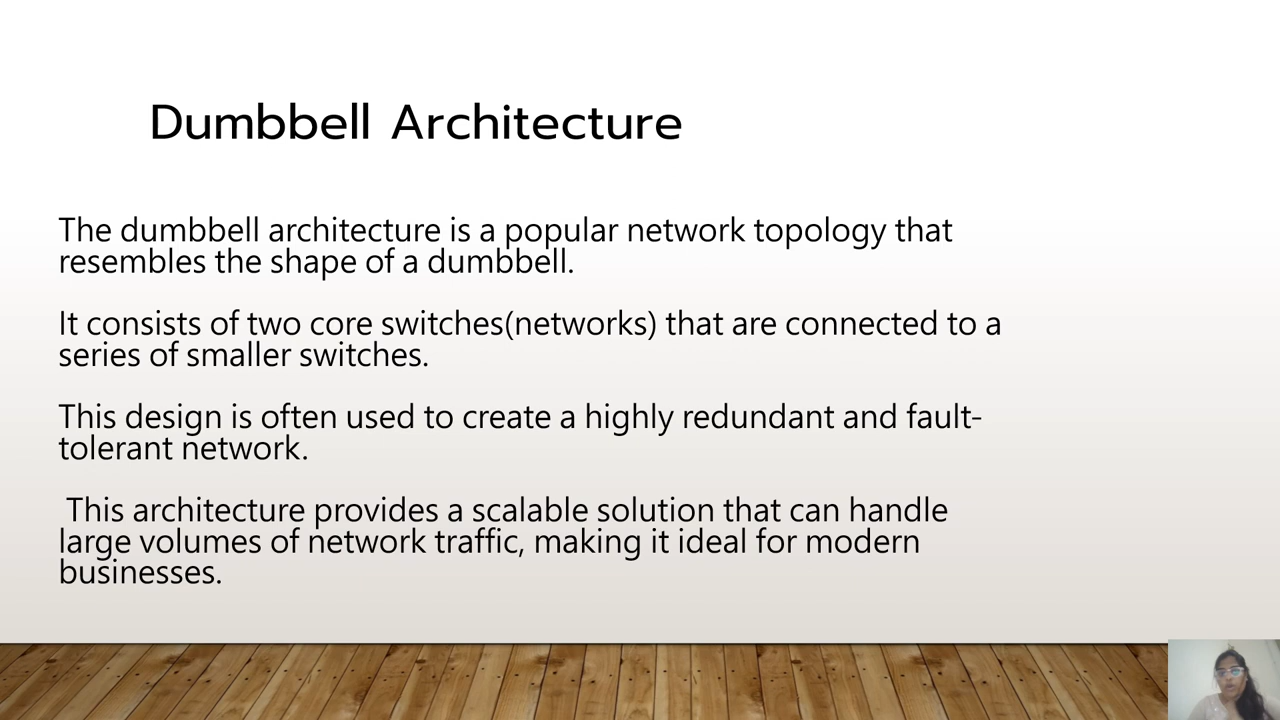 Dumbbell Architecture
The dumbbell architecture is a popular network topology that
resembles the shape of a dumbbell.
It consists of two core switches(networks) that are connected to a
series of smaller switches.
This design is often used to create a highly redundant and fault-
tolerant network.
This architecture provides a scalable solution that can handle
large volumes of network traffic, making it ideal for modern
businesses.